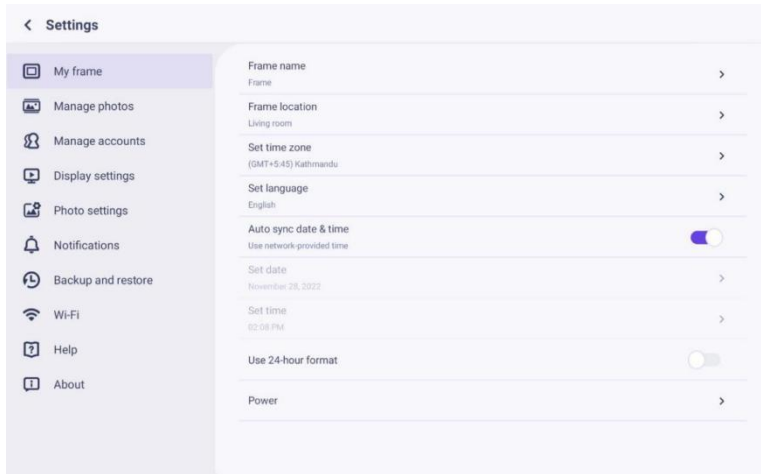 Settings
My frame
Manage photos
Manage accounts
Display settings
Photo settings
Notifications
Backup and restore
Wi-Fi
Help
About
Frame name
Frame
Frame location
Living room
Set time zone
(GMT+5:45) Kathmandu
Set language
English
Auto sync date & time
Use network-provided time
Set date
November 28, 2022
Set time
02:08 PM
Use 24-hour format
Power